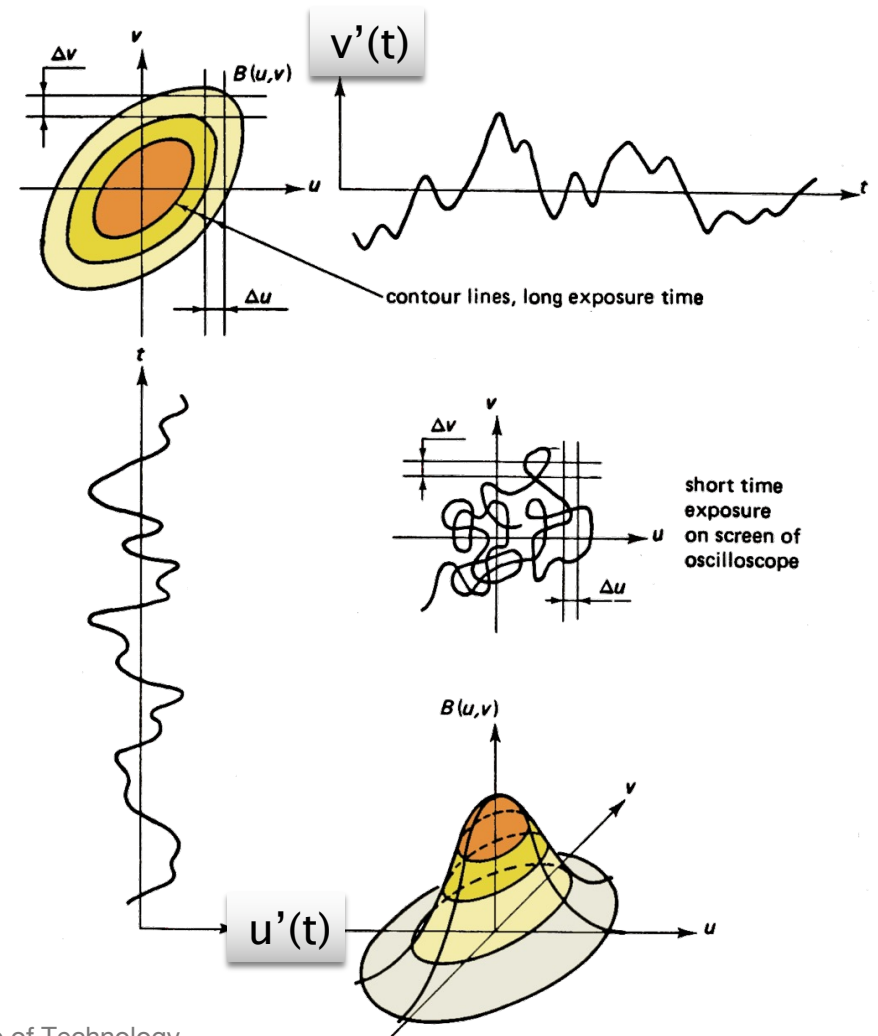 v
Δv
B(u,v)
v’(t)
u
t
Δu
contour lines, long exposure time
t
v
Δv
short time
exposure
on screen of
oscilloscope
u
Δu
B(u,v)
v
u’(t)
u
of Technology